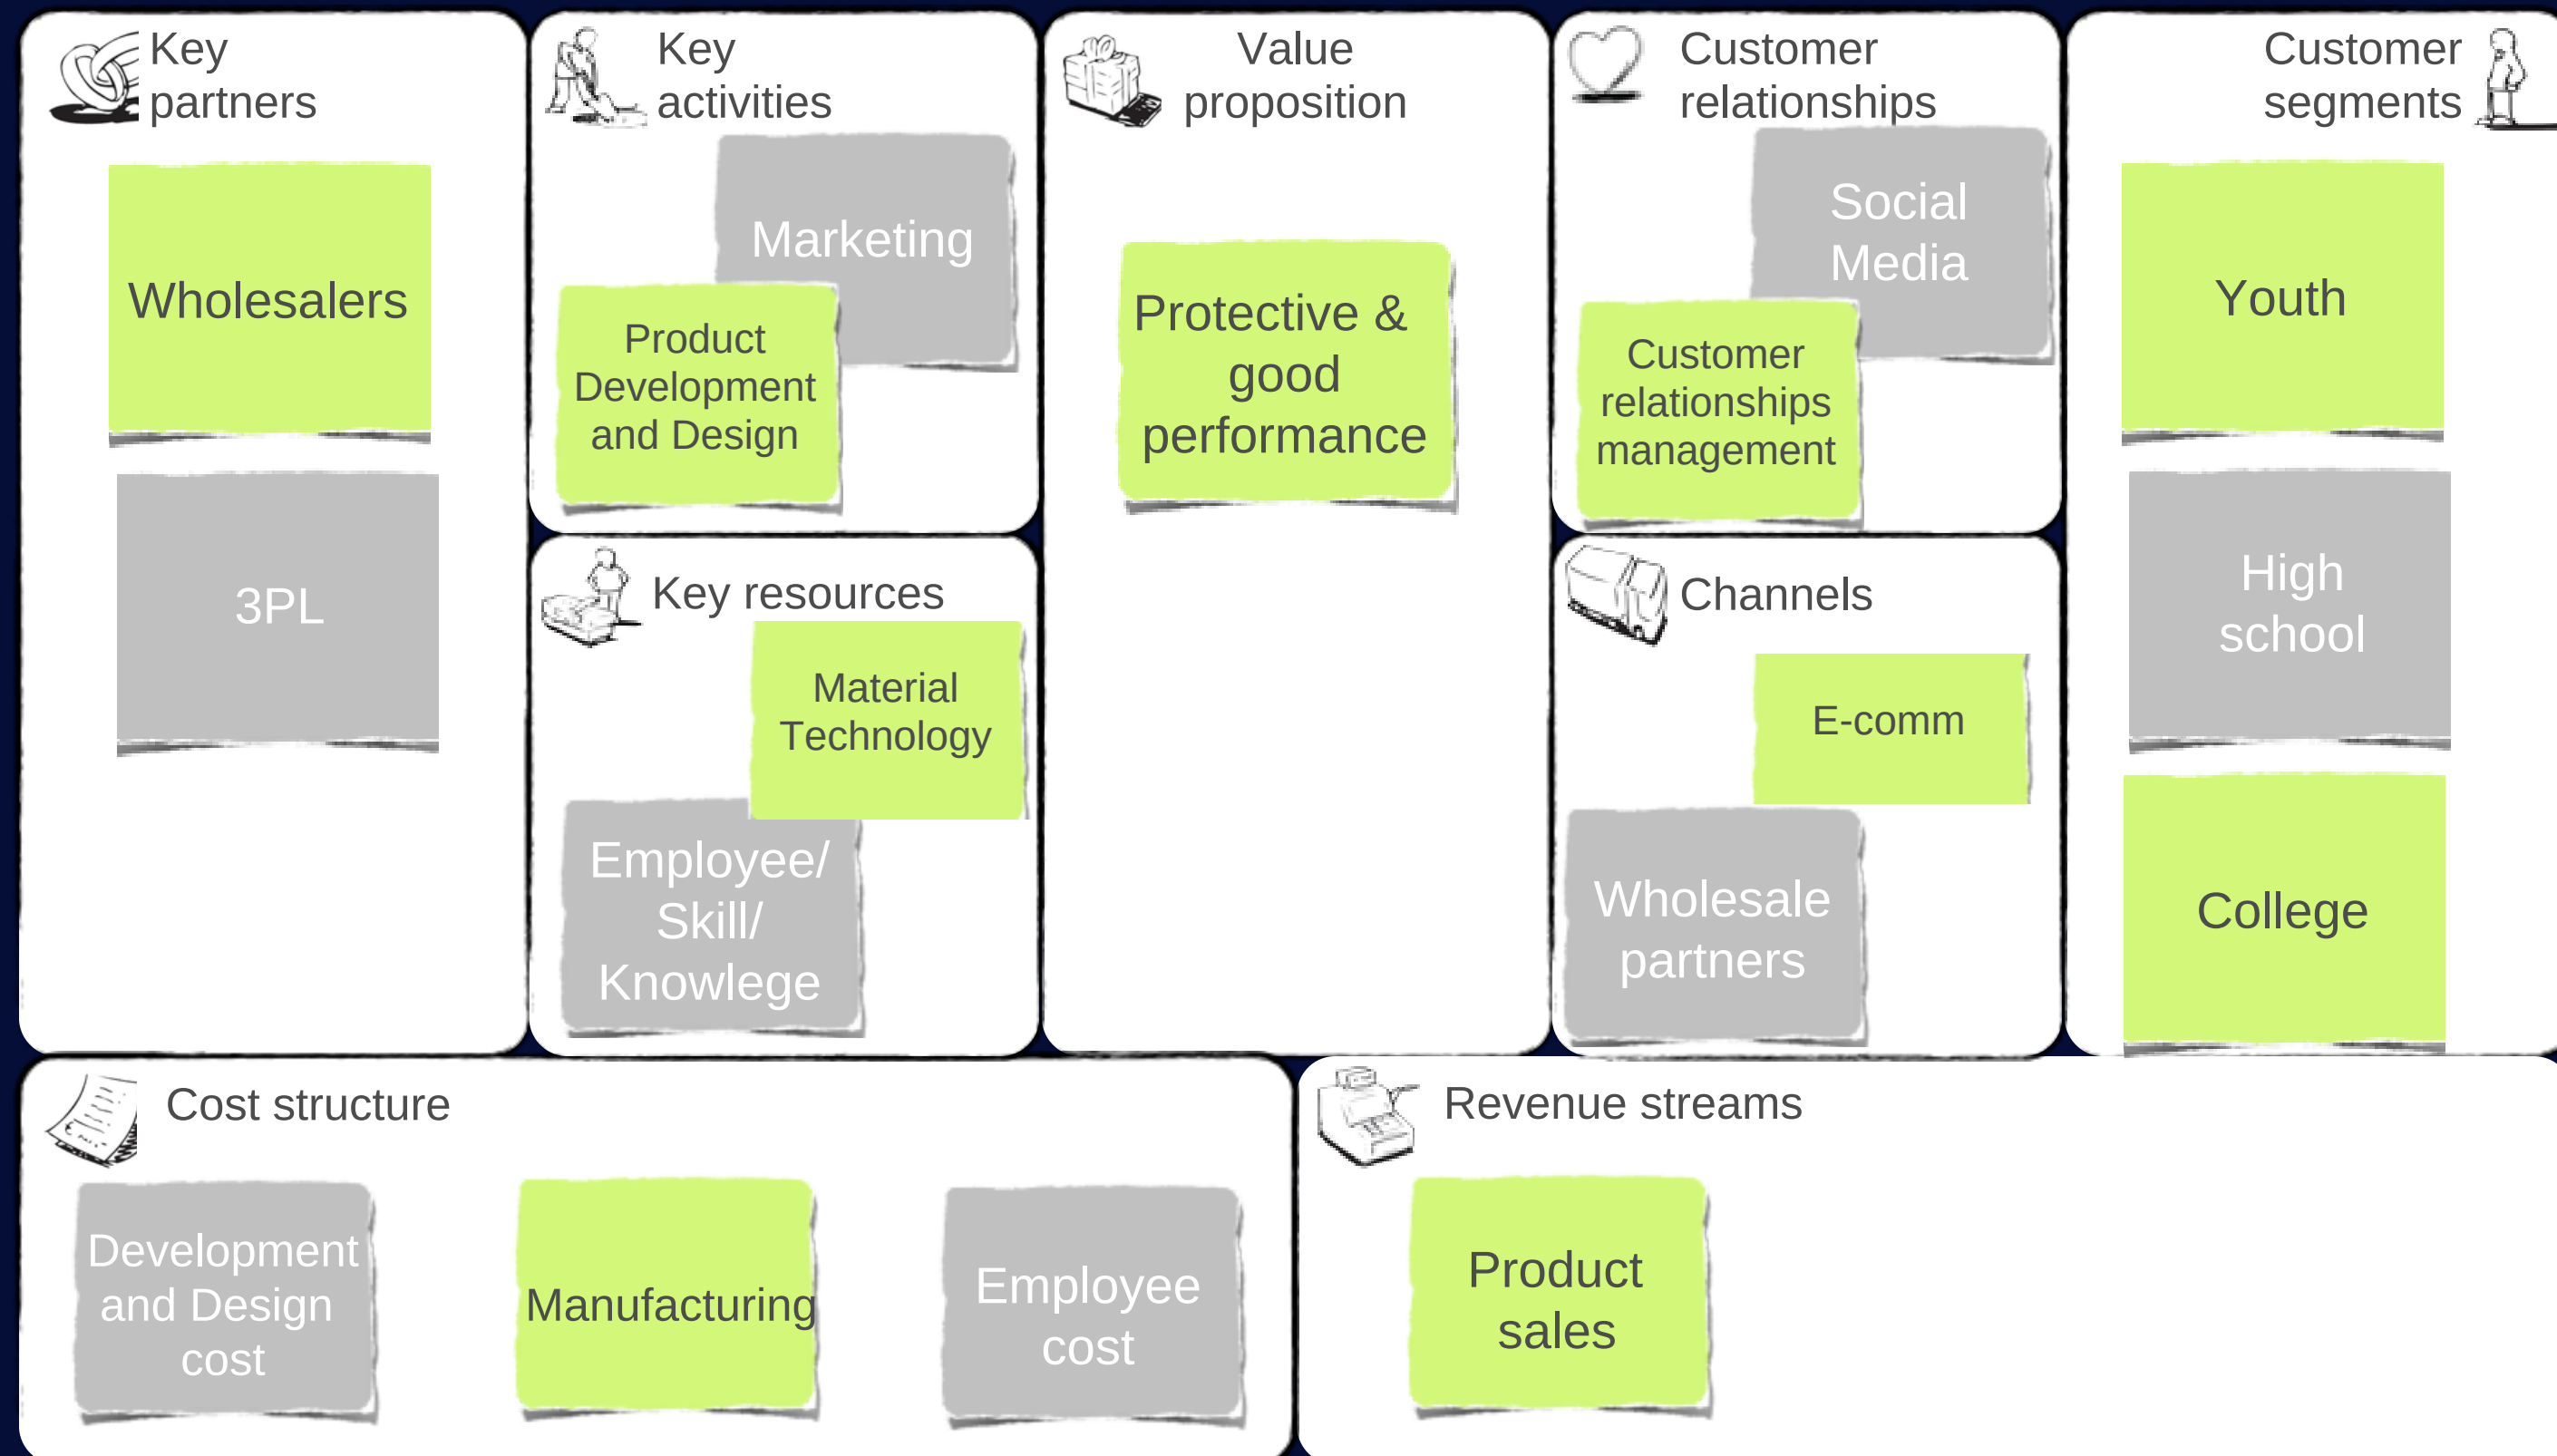 Key
partners
Wholesalers
3PL
Key
activities
Marketing
Product
Development
and Design
Key resources
Material
Technology
Employee/
Skill/
Knowlege
Value
proposition
Protective &
good
performance
Customer
relationships
Social
Media
Customer
relationships
management
Channels
E-comm
Wholesale
partners
Customer
segments
Youth
High
school
College
Cost structure
Development
and Design
cost
Manufacturing
Employee
cost
Revenue streams
Product
sales